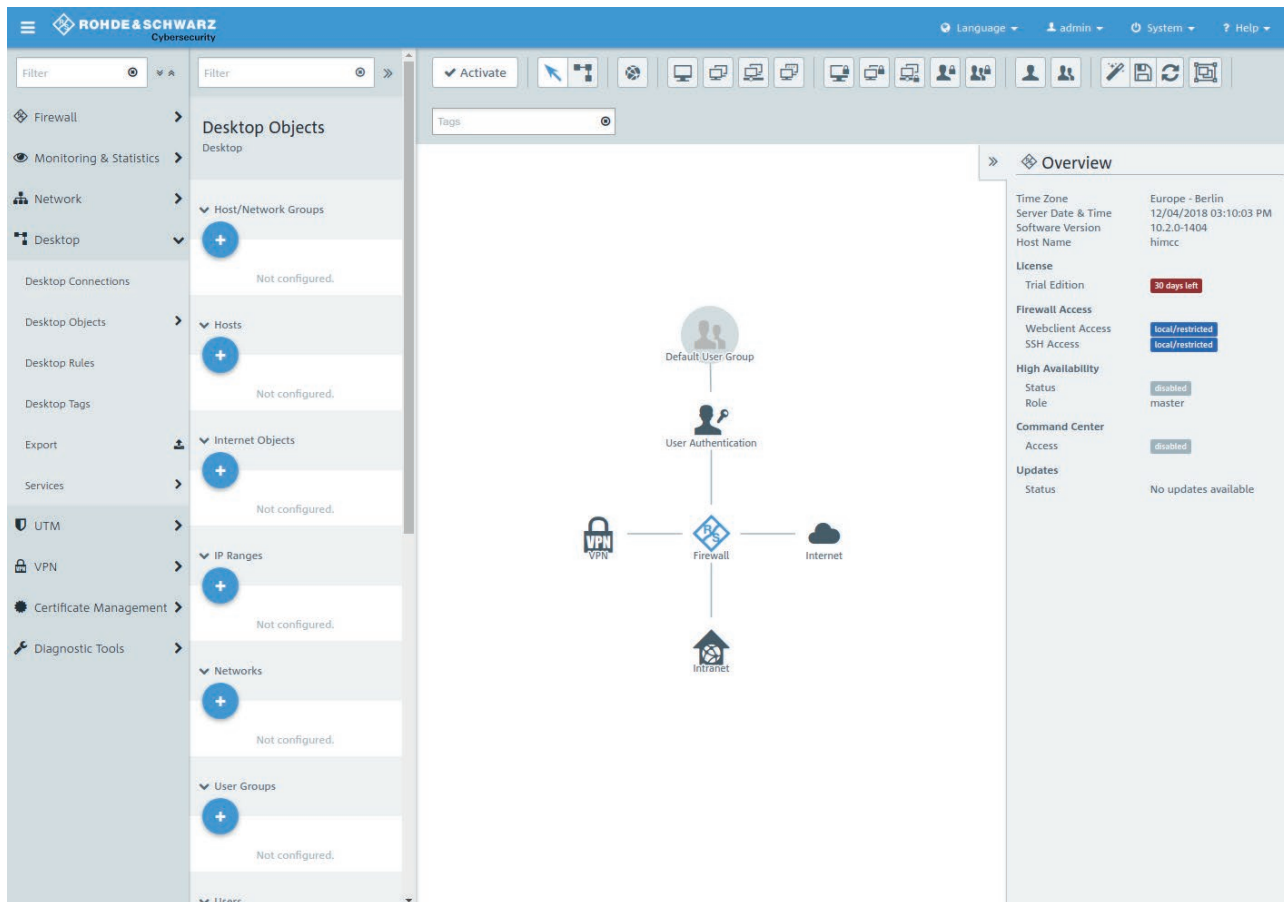 ROHDE & SCHWARZ
Cybersecurity
Language
admin
System
? Help
Filter
Firewall
Monitoring & Statistics
Network
Desktop
Desktop Connections
Desktop Objects
Desktop Rules
Desktop Tags
Export
Services
UTM
VPN
Certificate Management
Diagnostic Tools
Filter
Desktop Objects
Desktop
Host/Network Groups
Not configured.
Hosts
Not configured.
Internet Objects
Not configured.
IP Ranges
Not configured.
Networks
Not configured.
User Groups
Not configured.
Users
Activate
Tags
Default User Group
User Authentication
VPN
VPN
R S
Firewall
Internet
Intranet
Overview
Time Zone Europe - Berlin
Server Date & Time 12/04/2018 03:10:03 PM
Software Version 10.2.0-1404
Host Name himcc
License
Trial Edition 30 days left
Firewall Access
Webclient Access local/restricted
SSH Access local/restricted
High Availability
Status disabled
Role master
Command Center
Access disabled
Updates
Status No updates available